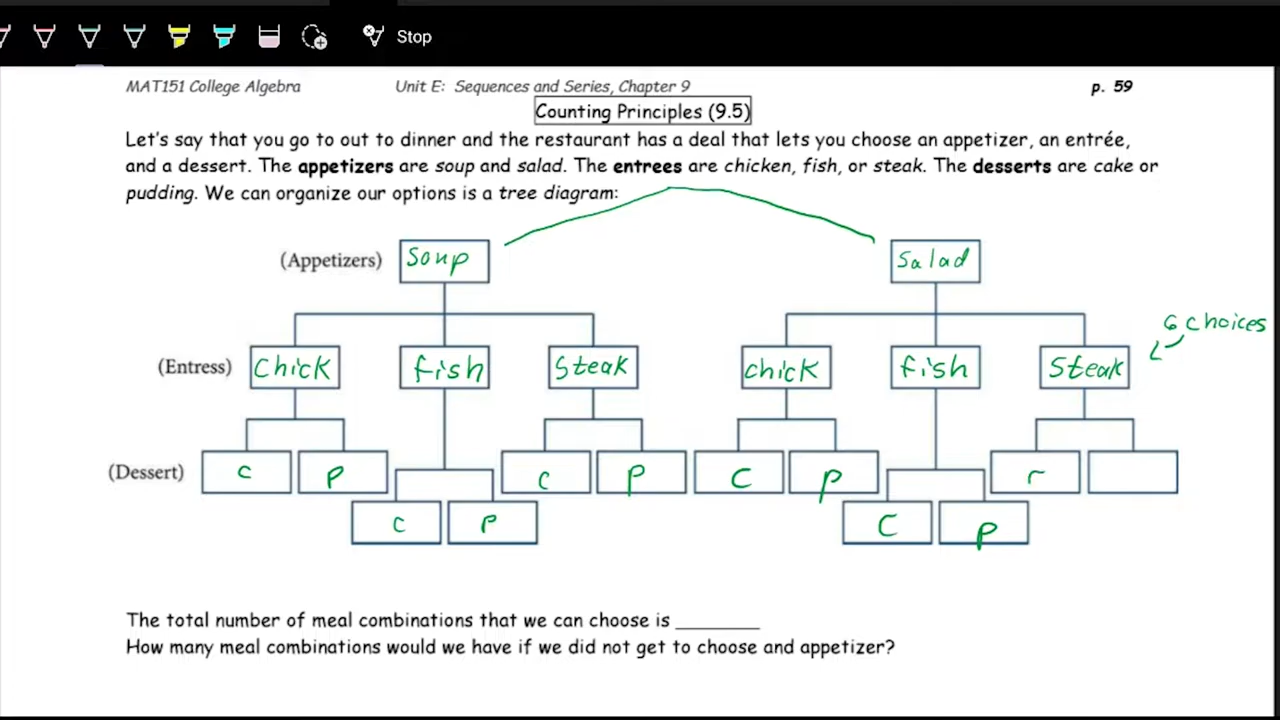 Stop
MAT151 College Algebra Unit E: Sequences and Series, Chapter 9 p. 59
Counting Principles (9.5)
Let's say that you go to out to dinner and the restaurant has a deal that lets you choose an appetizer, an entrée,
and a dessert. The appetizers are soup and salad. The entrees are chicken, fish, or steak. The desserts are cake or
pudding. We can organize our options is a tree diagram:
(Appetizers) Soup Salad
6 choices
(Entress) Chick fish Steak chick fish Steak
(Dessert) c p c p C p r
c p C p
The total number of meal combinations that we can choose is ________
How many meal combinations would we have if we did not get to choose and appetizer?